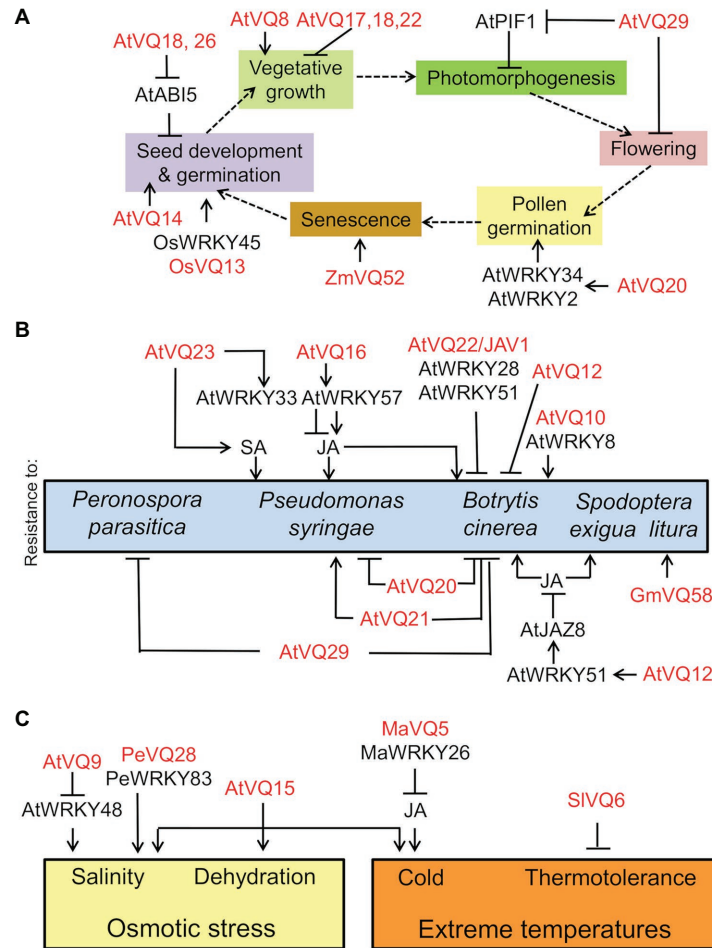 A
AtVQ18, 26
AtVQ8
AtVQ17,18,22
AtPIF1
AtVQ29
AtABI5
Vegetative
growth
Photomorphogenesis
Seed development
& germination
Flowering
AtVQ14
OsWRKY45
OsVQ13
Senescence
ZmVQ52
Pollen
germination
AtWRKY34
AtWRKY2
AtVQ20
B
AtVQ23
AtVQ16
AtVQ22/JAV1
AtWRKY28
AtWRKY51
AtVQ12
AtWRKY33
AtWRKY57
AtVQ10
AtWRKY8
SA
JA
Resistance to:
Peronospora
parasitica
Pseudomonas
syringae
Botrytis
cinerea
Spodoptera
exigua litura
AtVQ20
AtVQ21
AtVQ29
JA
AtJAZ8
AtWRKY51
AtVQ12
GmVQ58
C
AtVQ9
AtWRKY48
PeVQ28
PeWRKY83
AtVQ15
MaVQ5
MaWRKY26
JA
SlVQ6
Salinity
Dehydration
Osmotic stress
Cold
Thermotolerance
Extreme temperatures